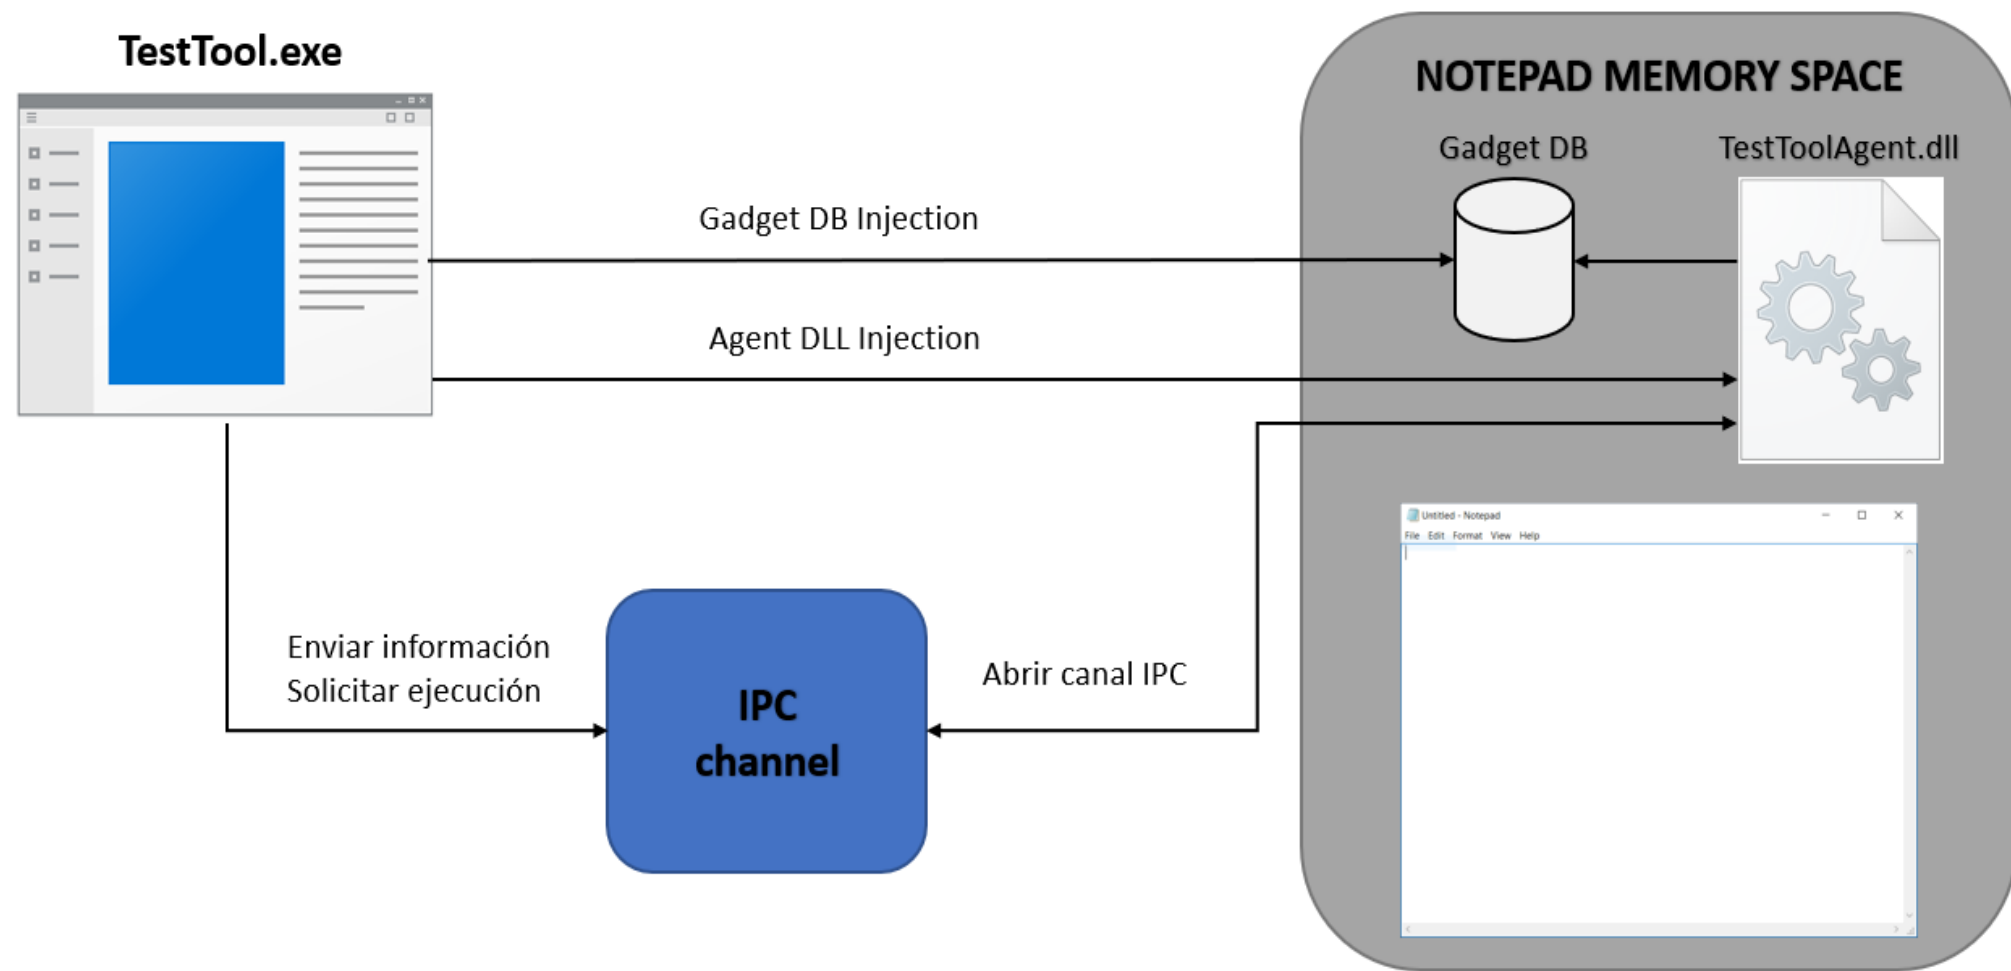 TestTool.exe
NOTEPAD MEMORY SPACE
Gadget DB
TestToolAgent.dll
Gadget DB Injection
Agent DLL Injection
Untitled - Notepad
File Edit Format View Help
Enviar información
Solicitar ejecución
Abrir canal IPC
IPC
channel